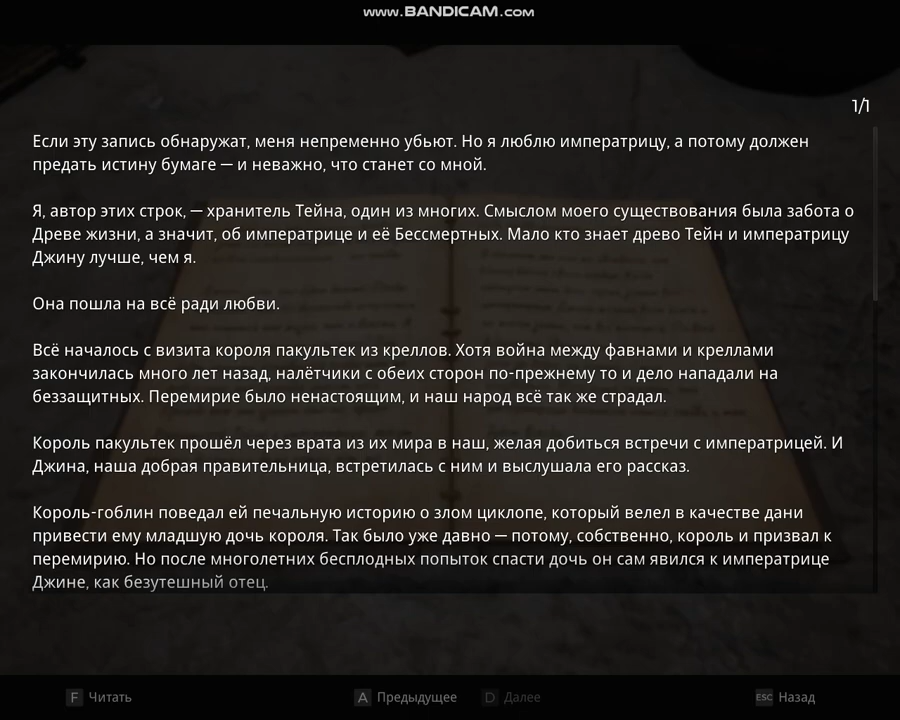 www.BANDICAM.com
1/1
Если эту запись обнаружат, меня непременно убьют. Но я люблю императрицу, а потому должен
предать истину бумаге — и неважно, что станет со мной.
Я, автор этих строк, — хранитель Тейна, один из многих. Смыслом моего существования была забота о
Древе жизни, а значит, об императрице и её Бессмертных. Мало кто знает древо Тейн и императрицу
Джину лучше, чем я.
Она пошла на всё ради любви.
Всё началось с визита короля пакультек из креллов. Хотя война между фавнами и креллами
закончилась много лет назад, налётчики с обеих сторон по-прежнему то и дело нападали на
беззащитных. Перемирие было ненастоящим, и наш народ всё так же страдал.
Король пакультек прошёл через врата из их мира в наш, желая добиться встречи с императрицей. И
Джина, наша добрая правительница, встретилась с ним и выслушала его рассказ.
Король-гоблин поведал ей печальную историю о злом циклопе, который велел в качестве дани
привести ему младшую дочь короля. Так было уже давно — потому, собственно, король и призвал к
перемирию. Но после многолетних бесплодных попыток спасти дочь он сам явился к императрице
Джине, как безутешный отец.
F Читать
A Предыдущее
D Далее
ESC Назад